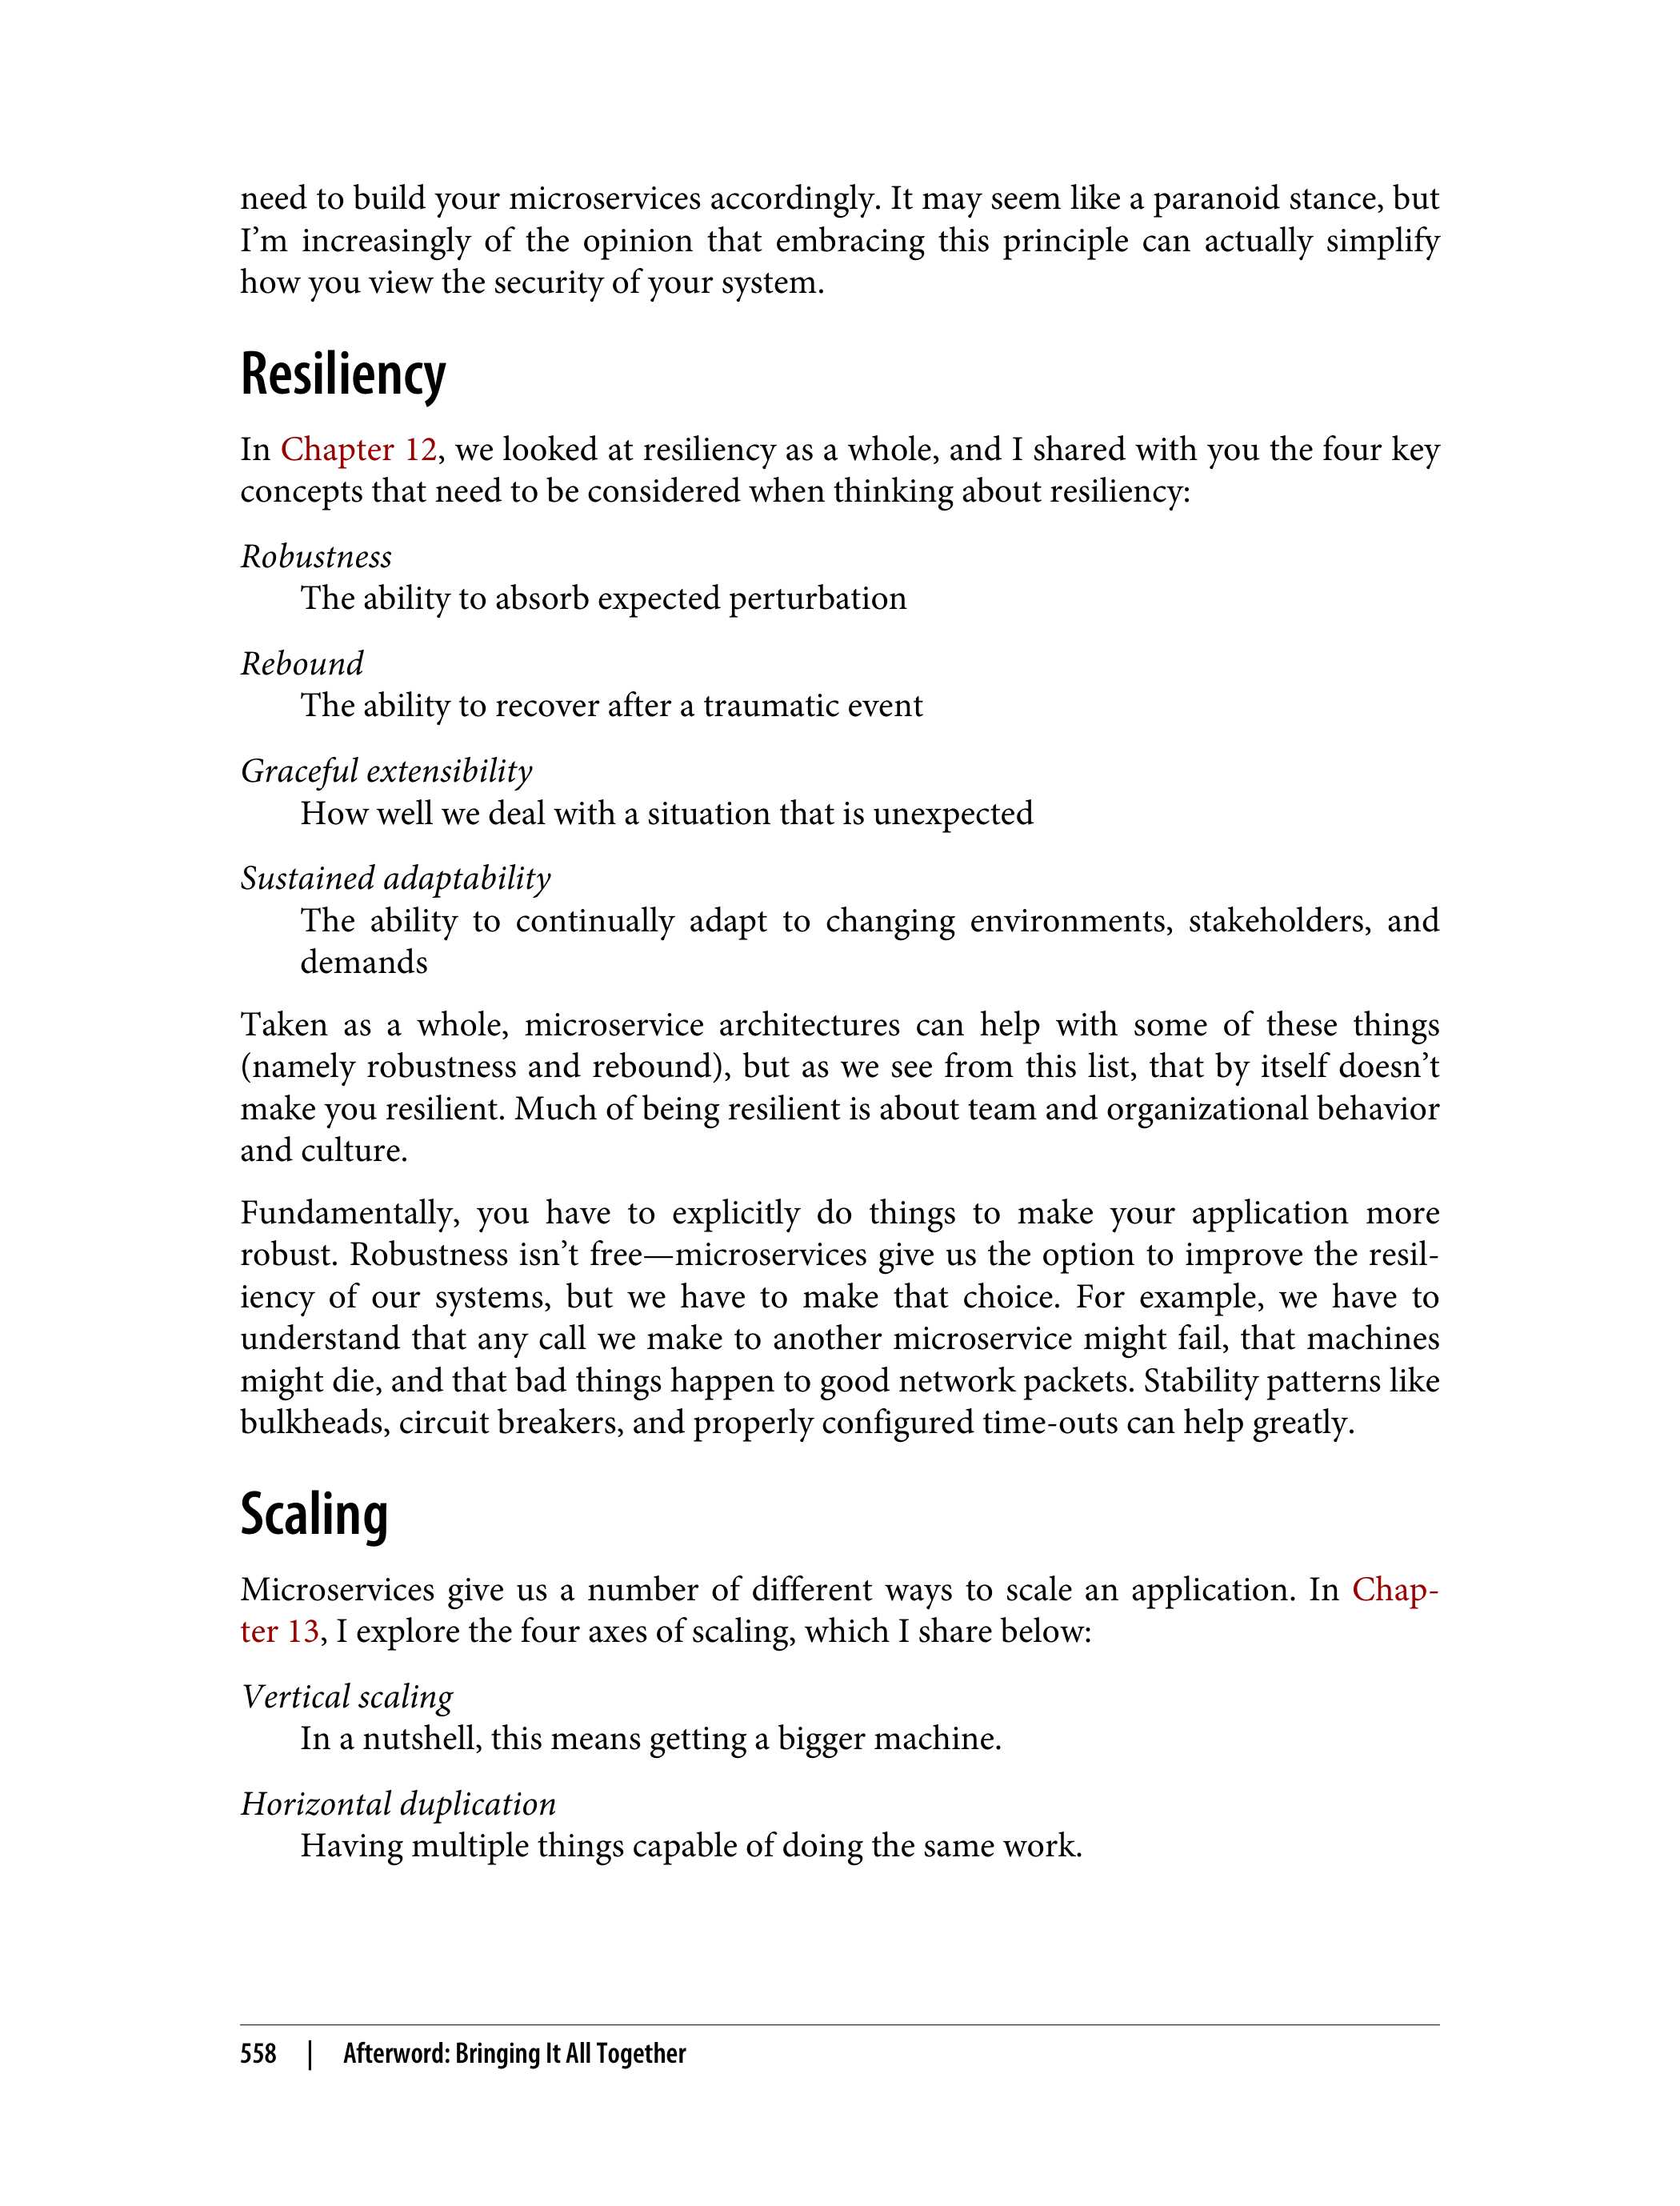 need to build your microservices accordingly. It may seem like a paranoid stance, but
I’m increasingly of the opinion that embracing this principle can actually simplify
how you view the security of your system.
Resiliency
In Chapter 12, we looked at resiliency as a whole, and I shared with you the four key
concepts that need to be considered when thinking about resiliency:
Robustness
The ability to absorb expected perturbation
Rebound
The ability to recover after a traumatic event
Graceful extensibility
How well we deal with a situation that is unexpected
Sustained adaptability
The ability to continually adapt to changing environments, stakeholders, and
demands
Taken as a whole, microservice architectures can help with some of these things
(namely robustness and rebound), but as we see from this list, that by itself doesn’t
make you resilient. Much of being resilient is about team and organizational behavior
and culture.
Fundamentally, you have to explicitly do things to make your application more
robust. Robustness isn’t free—microservices give us the option to improve the resil-
iency of our systems, but we have to make that choice. For example, we have to
understand that any call we make to another microservice might fail, that machines
might die, and that bad things happen to good network packets. Stability patterns like
bulkheads, circuit breakers, and properly configured time-outs can help greatly.
Scaling
Microservices give us a number of different ways to scale an application. In Chap-
ter 13, I explore the four axes of scaling, which I share below:
Vertical scaling
In a nutshell, this means getting a bigger machine.
Horizontal duplication
Having multiple things capable of doing the same work.
558 | Afterword: Bringing It All Together